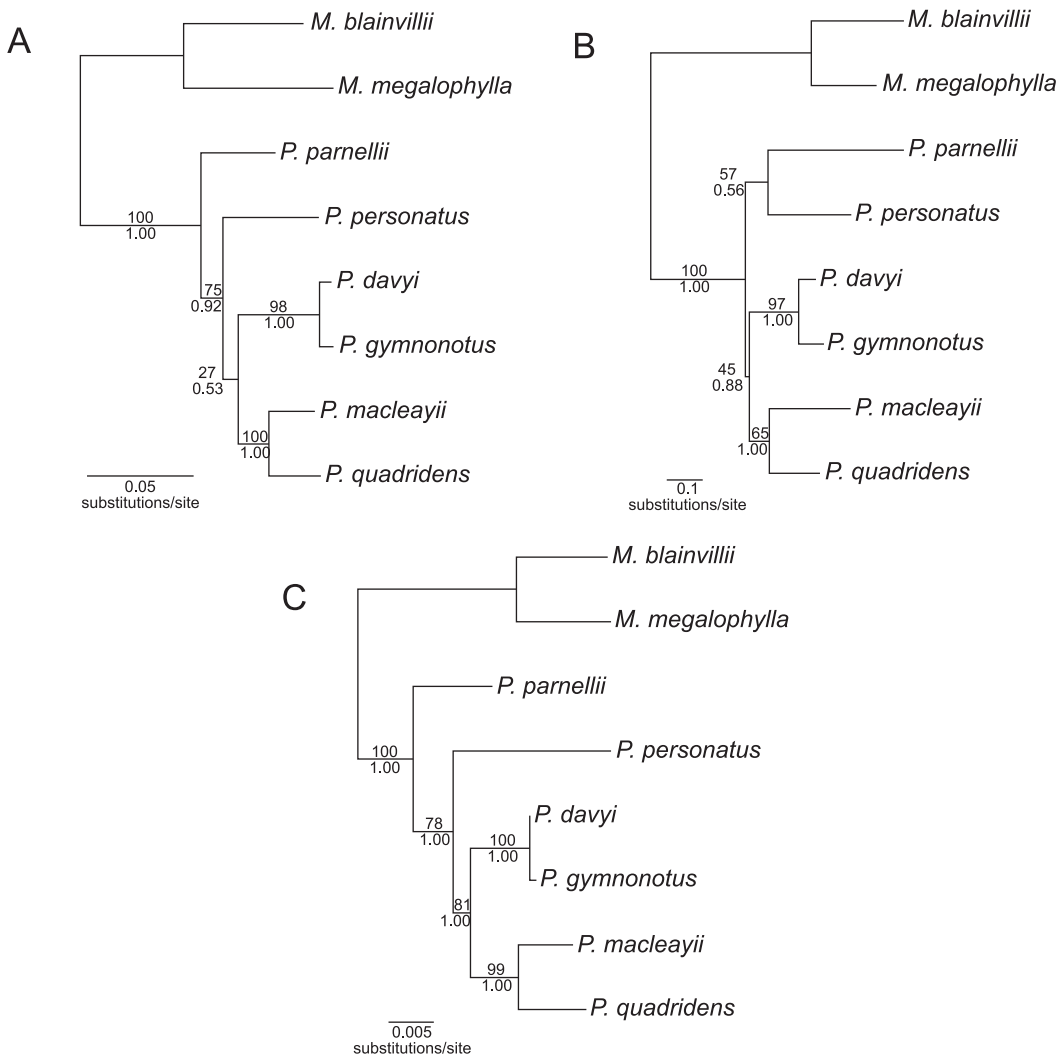 A
M. blainvillii
M. megalophylla
P. parnellii
100
1.00
P. personatus
75
0.92
P. davyi
98
1.00
P. gymnonotus
27
0.53
P. macleayii
100
1.00
P. quadridens
0.05
substitutions/site
B
M. blainvillii
M. megalophylla
P. parnellii
57
0.56
P. personatus
100
1.00
P. davyi
97
1.00
P. gymnonotus
45
0.88
P. macleayii
65
1.00
P. quadridens
0.1
substitutions/site
C
M. blainvillii
M. megalophylla
P. parnellii
100
1.00
P. personatus
78
1.00
P. davyi
100
1.00
P. gymnonotus
81
1.00
P. macleayii
99
1.00
P. quadridens
0.005
substitutions/site